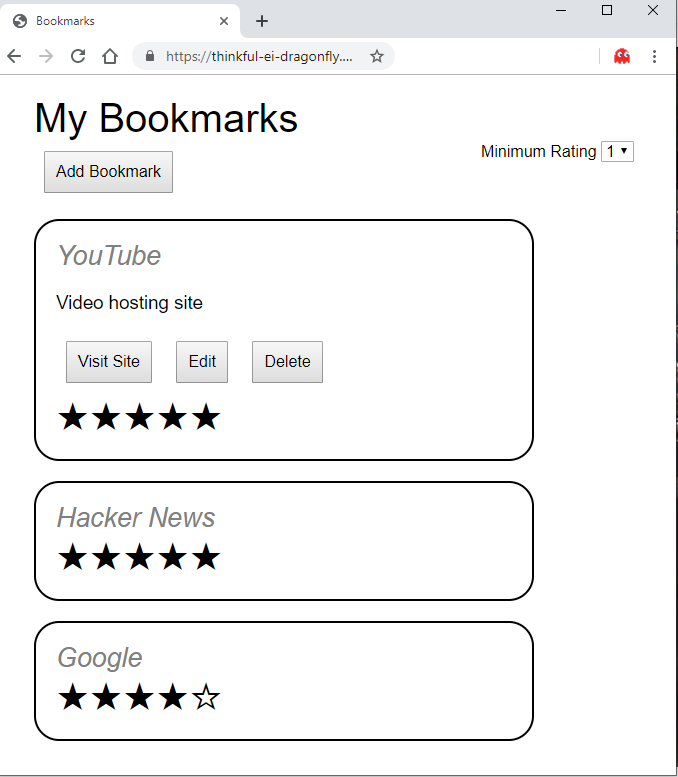 Bookmarks
https://thinkful-ei-dragonfly....
My Bookmarks
Minimum Rating 1
Add Bookmark
YouTube
Video hosting site
Visit Site Edit Delete
★★★★★
Hacker News
★★★★★
Google
★★★★☆